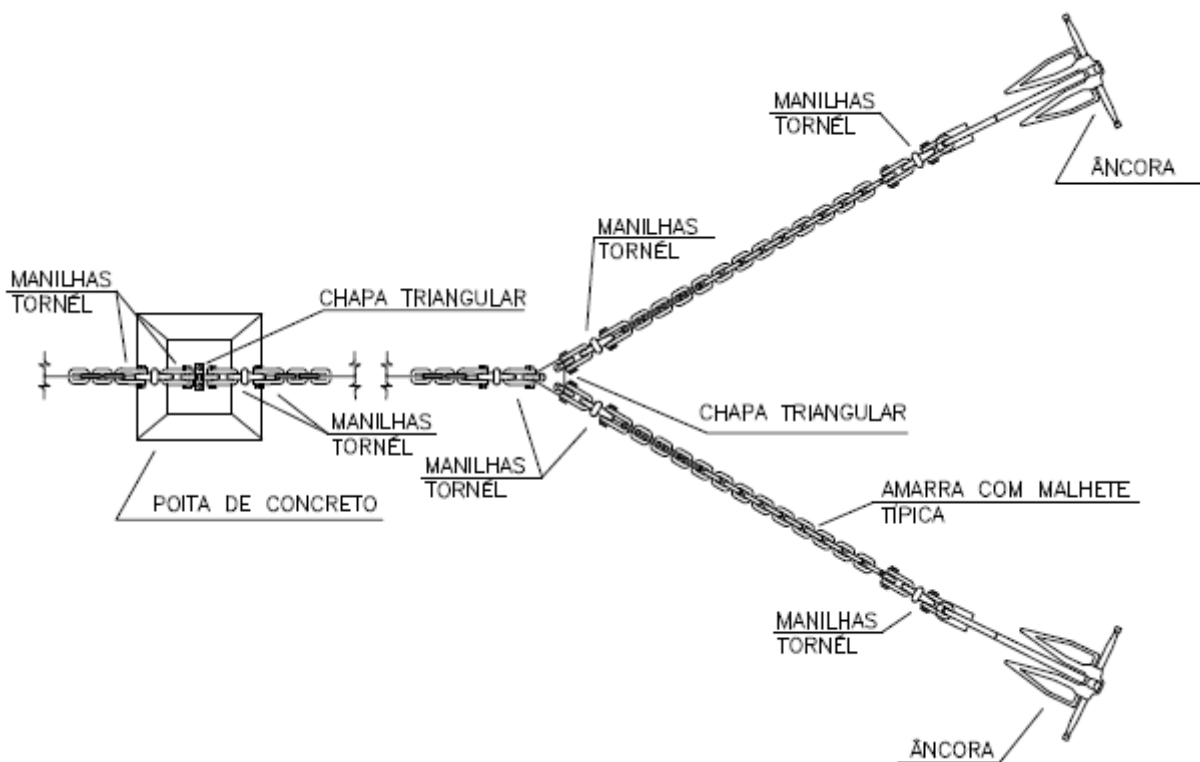 MANILHAS
TORNÉL
ÂNCORA
MANILHAS
TORNÉL
MANILHAS
TORNÉL
CHAPA TRIANGULAR
CHAPA TRIANGULAR
MANILHAS
TORNÉL
MANILHAS
TORNÉL
POITA DE CONCRETO
AMARRA COM MALHETE
TÍPICA
MANILHAS
TORNÉL
ÂNCORA